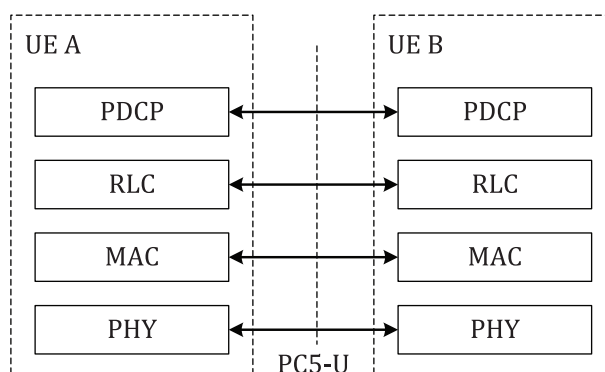 UE A UE B
PDCP PDCP
RLC RLC
MAC MAC
PHY PHY
PC5-U